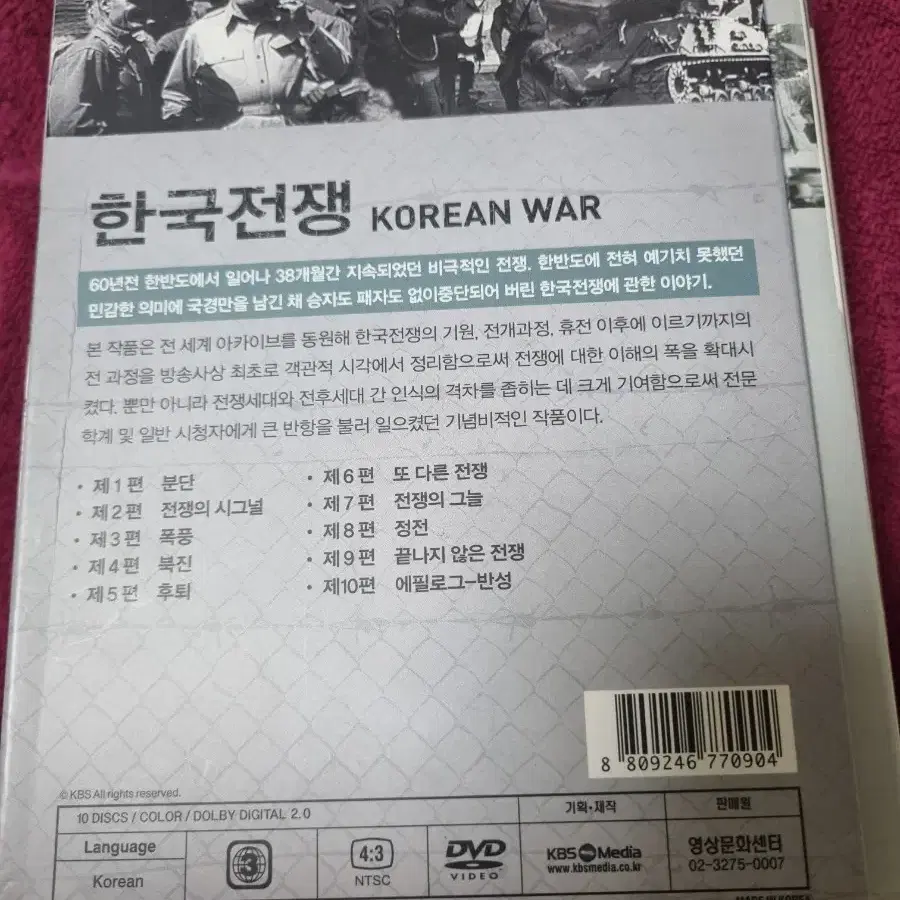 한국전쟁 KOREAN WAR
60년전 한반도에서 일어나 38개월간 지속되었던 비극적인 전쟁. 한반도에 전혀 예기치 못했던
민감한 의미에 국경만을 남긴 채 승자도 패자도 없이중단되어 버린 한국전쟁에 관한 이야기.
본 작품은 전 세계 아카이브를 동원해 한국전쟁의 기원, 전개과정, 휴전 이후에 이르기까지의
전 과정을 방송사상 최초로 객관적 시각에서 정리함으로써 전쟁에 대한 이해의 폭을 확대시
켰다. 뿐만 아니라 전쟁세대와 전후세대 간 인식의 격차를 좁히는 데 크게 기여함으로써 전문
학계 및 일반 시청자에게 큰 반향을 불러 일으켰던 기념비적인 작품이다.
• 제1편 분단
• 제2편 전쟁의 시그널
• 제3편 폭풍
• 제4편 북진
• 제5편 후퇴
• 제6편 또 다른 전쟁
• 제7편 전쟁의 그늘
• 제8편 정전
• 제9편 끝나지 않은 전쟁
• 제10편 에필로그-반성
8 809246 770904
© KBS All rights reserved.
10 DISCS / COLOR / DOLBY DIGITAL 2.0
기획·제작
판매원
Language
Korean
3
4:3
NTSC
DVD
VIDEO
KBS Media
www.kbsmedia.co.kr
영상문화센터
02-3275-0007
MADE IN KOREA